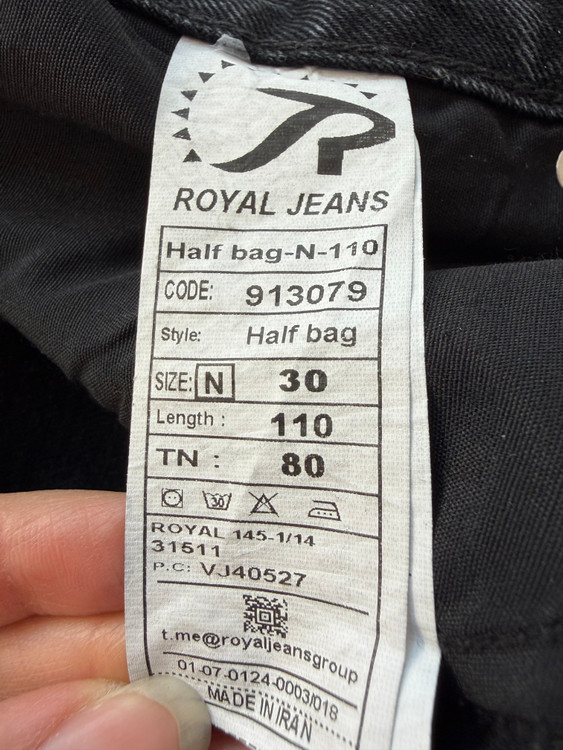 ROYAL JEANS
Half bag-N-110
CODE: 913079
Style: Half bag
SIZE: N 30
Length : 110
TN : 80
30
ROYAL 145-1/14
31511
P.C: VJ40527
t.me@royaljeansgroup
01-07-0124-0003/018
MADE IN IRAN